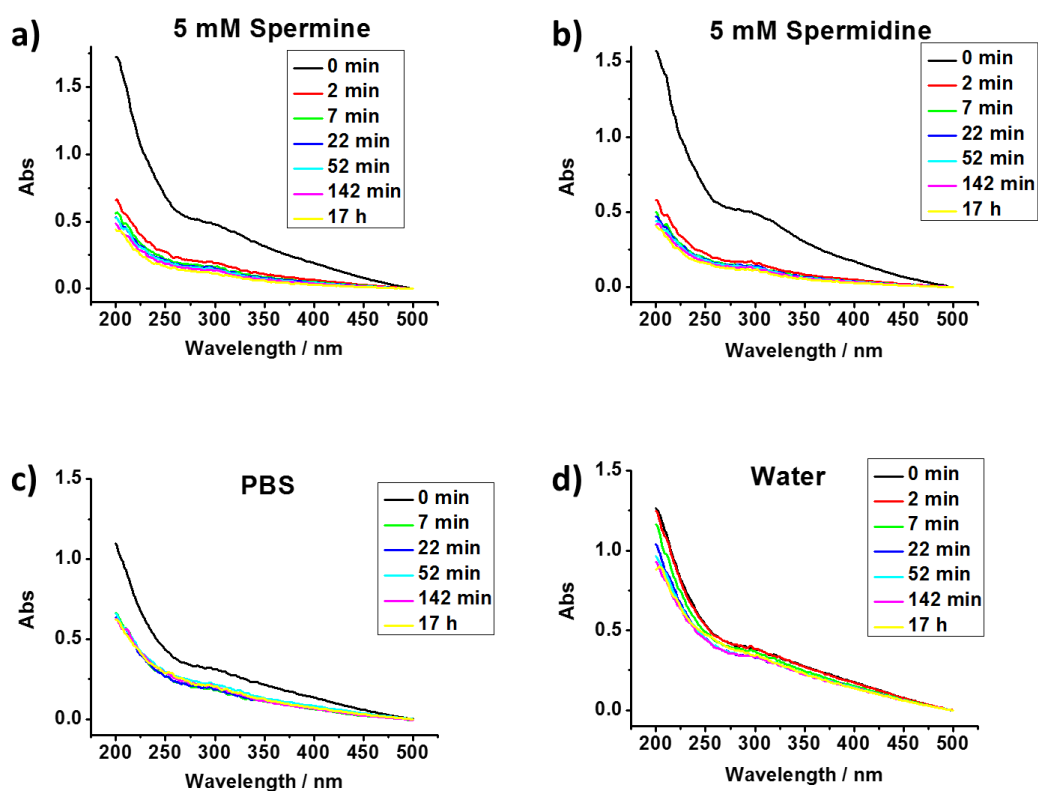 a)
5 mM Spermine
0 min
2 min
7 min
22 min
52 min
142 min
17 h
1.5
1.0
0.5
0.0
Abs
200 250 300 350 400 450 500
Wavelength / nm
b)
5 mM Spermidine
0 min
2 min
7 min
22 min
52 min
142 min
17 h
1.5
1.0
0.5
0.0
Abs
200 250 300 350 400 450 500
Wavelength / nm
c)
PBS
0 min
7 min
22 min
52 min
142 min
17 h
1.5
1.0
0.5
0.0
Abs
200 250 300 350 400 450 500
Wavelength / nm
d)
Water
0 min
2 min
7 min
22 min
52 min
142 min
17 h
1.5
1.0
0.5
0.0
Abs
200 250 300 350 400 450 500
Wavelength / nm